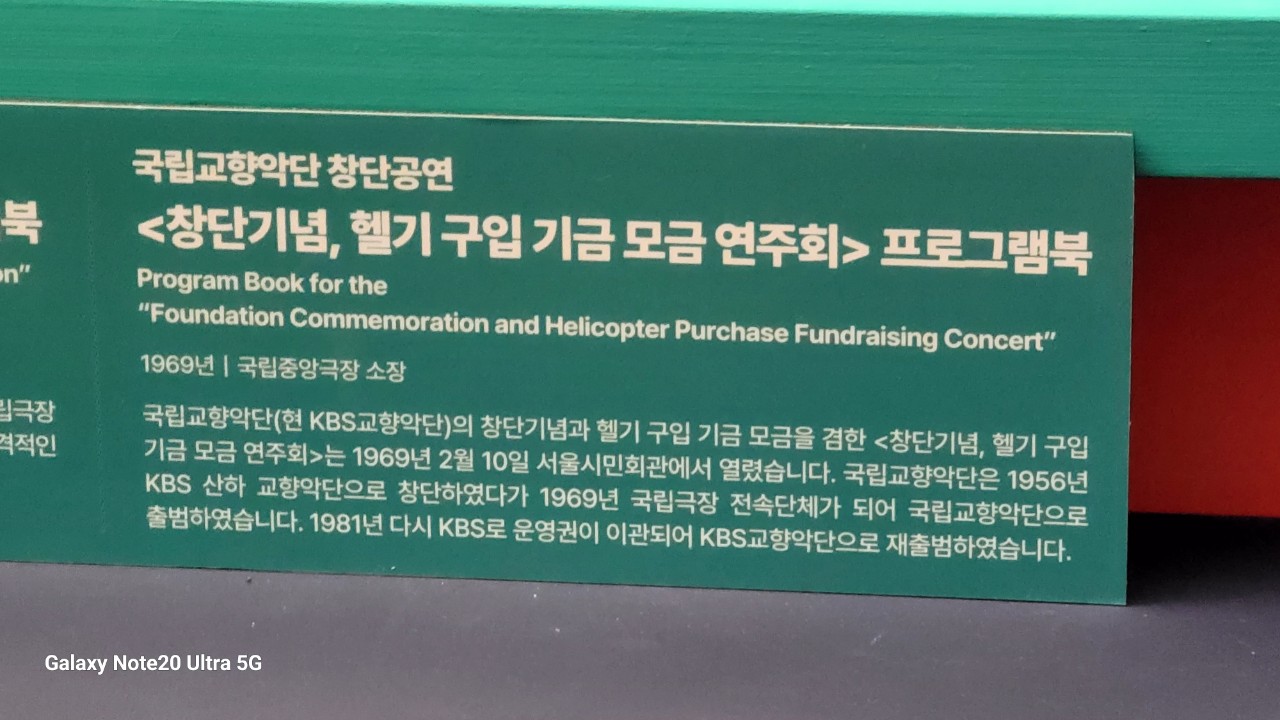 북
on”
립극장
격적인
국립교향악단 창단공연
<창단기념, 헬기 구입 기금 모금 연주회> 프로그램북
Program Book for the
“Foundation Commemoration and Helicopter Purchase Fundraising Concert”
1969년 | 국립중앙극장 소장
국립교향악단(현 KBS교향악단)의 창단기념과 헬기 구입 기금 모금을 겸한 <창단기념, 헬기 구입
기금 모금 연주회>는 1969년 2월 10일 서울시민회관에서 열렸습니다. 국립교향악단은 1956년
KBS 산하 교향악단으로 창단하였다가 1969년 국립극장 전속단체가 되어 국립교향악단으로
출범하였습니다. 1981년 다시 KBS로 운영권이 이관되어 KBS교향악단으로 재출범하였습니다.
Galaxy Note20 Ultra 5G